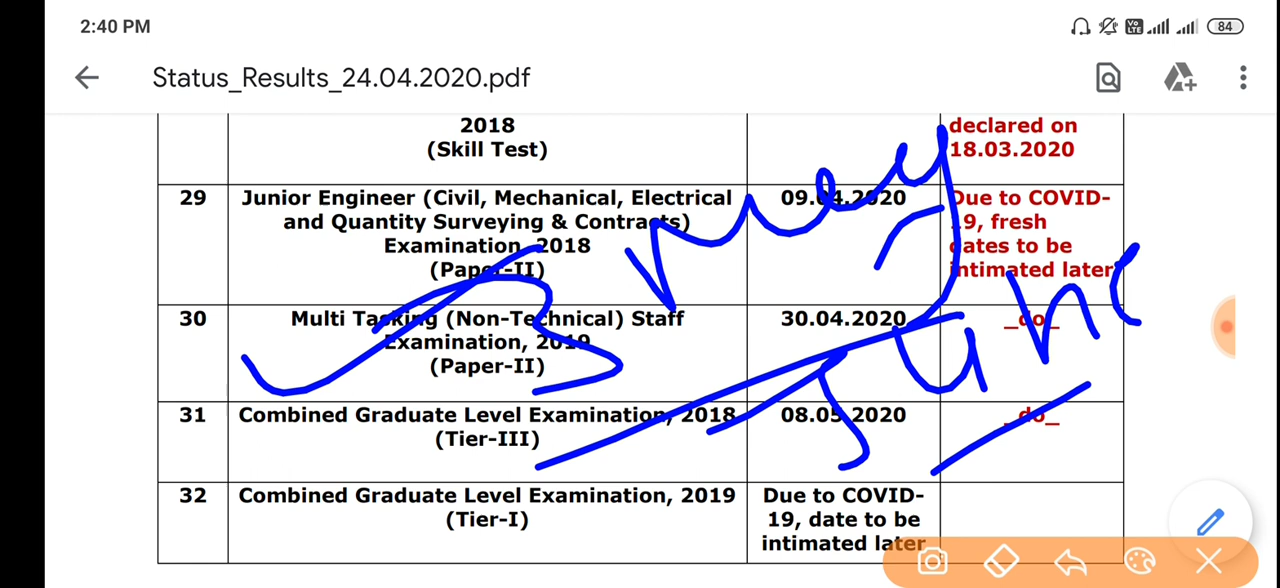 2:40 PM
Vo LTE
84
Status_Results_24.04.2020.pdf
2018
(Skill Test)
declared on
18.03.2020
29
Junior Engineer (Civil, Mechanical, Electrical
and Quantity Surveying & Contracts)
Examination, 2018
(Paper-II)
09.04.2020
Due to COVID-
19, fresh
dates to be
intimated later
30
Multi Tasking (Non-Technical) Staff
Examination, 2019
(Paper-II)
30.04.2020
_do_
31
Combined Graduate Level Examination, 2018
(Tier-III)
08.05.2020
_do_
32
Combined Graduate Level Examination, 2019
(Tier-I)
Due to COVID-
19, date to be
intimated later